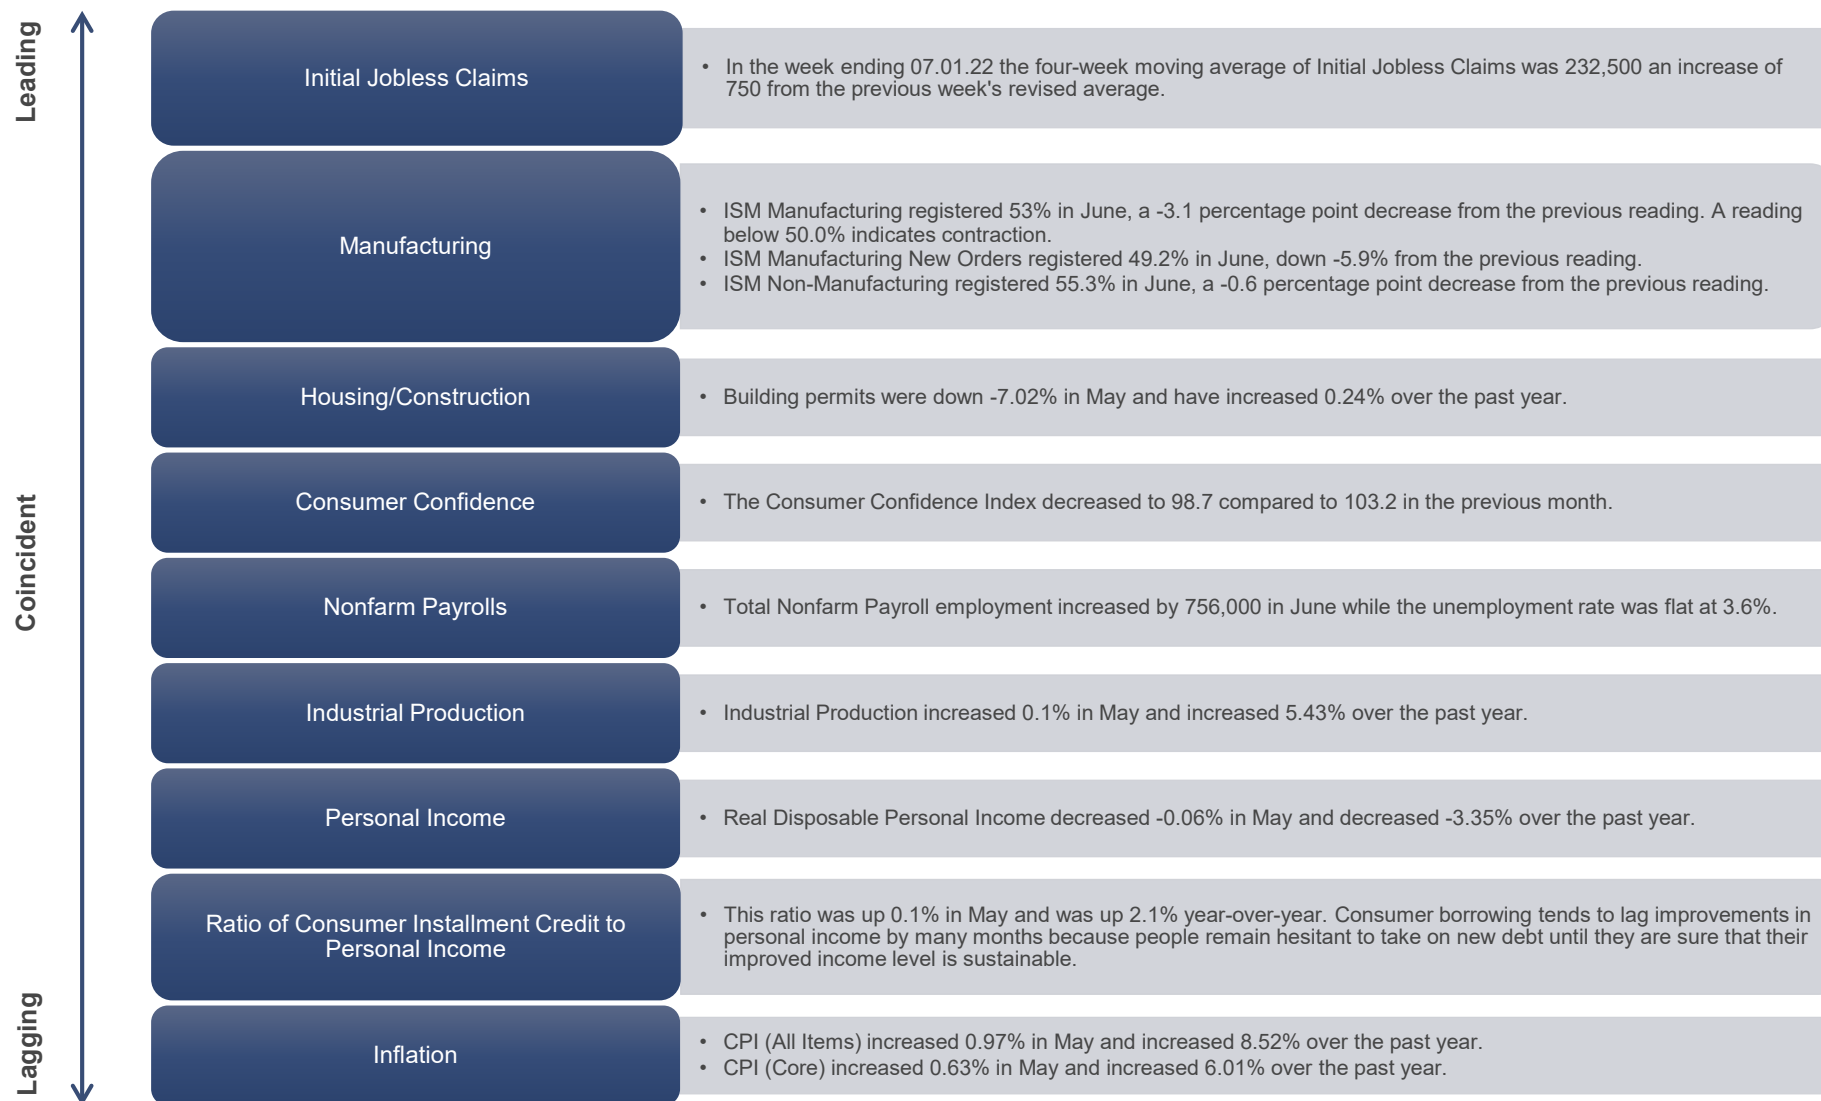 Leading
Initial Jobless Claims
• In the week ending 07.01.22 the four-week moving average of Initial Jobless Claims was 232,500 an increase of
750 from the previous week's revised average.
Manufacturing
• ISM Manufacturing registered 53% in June, a -3.1 percentage point decrease from the previous reading. A reading
below 50.0% indicates contraction.
• ISM Manufacturing New Orders registered 49.2% in June, down -5.9% from the previous reading.
• ISM Non-Manufacturing registered 55.3% in June, a -0.6 percentage point decrease from the previous reading.
Housing/Construction
• Building permits were down -7.02% in May and have increased 0.24% over the past year.
Coincident
Consumer Confidence
• The Consumer Confidence Index decreased to 98.7 compared to 103.2 in the previous month.
Nonfarm Payrolls
• Total Nonfarm Payroll employment increased by 756,000 in June while the unemployment rate was flat at 3.6%.
Industrial Production
• Industrial Production increased 0.1% in May and increased 5.43% over the past year.
Personal Income
• Real Disposable Personal Income decreased -0.06% in May and decreased -3.35% over the past year.
Ratio of Consumer Installment Credit to
Personal Income
• This ratio was up 0.1% in May and was up 2.1% year-over-year. Consumer borrowing tends to lag improvements in
personal income by many months because people remain hesitant to take on new debt until they are sure that their
improved income level is sustainable.
Lagging
Inflation
• CPI (All Items) increased 0.97% in May and increased 8.52% over the past year.
• CPI (Core) increased 0.63% in May and increased 6.01% over the past year.